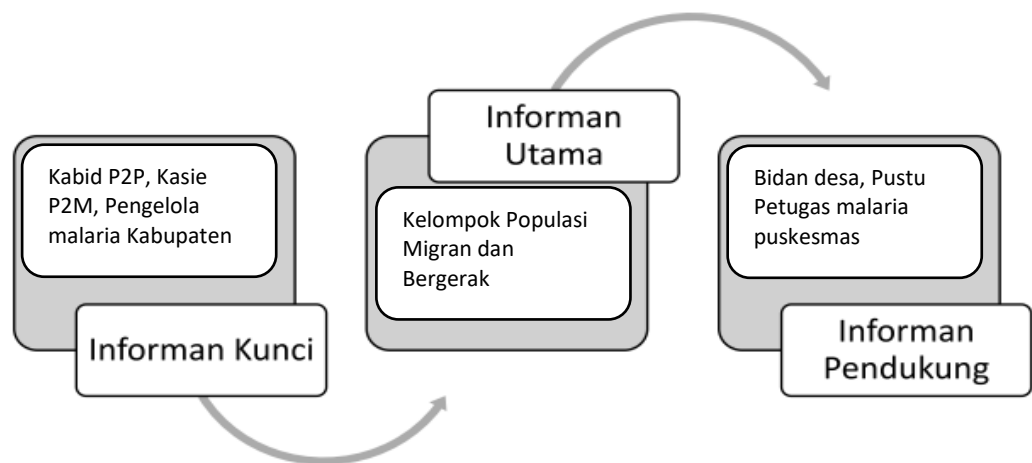 Kabid P2P, Kasie
P2M, Pengelola
malaria Kabupaten
Informan Kunci
Informan
Utama
Kelompok Populasi
Migran dan
Bergerak
Bidan desa, Pustu
Petugas malaria
puskesmas
Informan
Pendukung